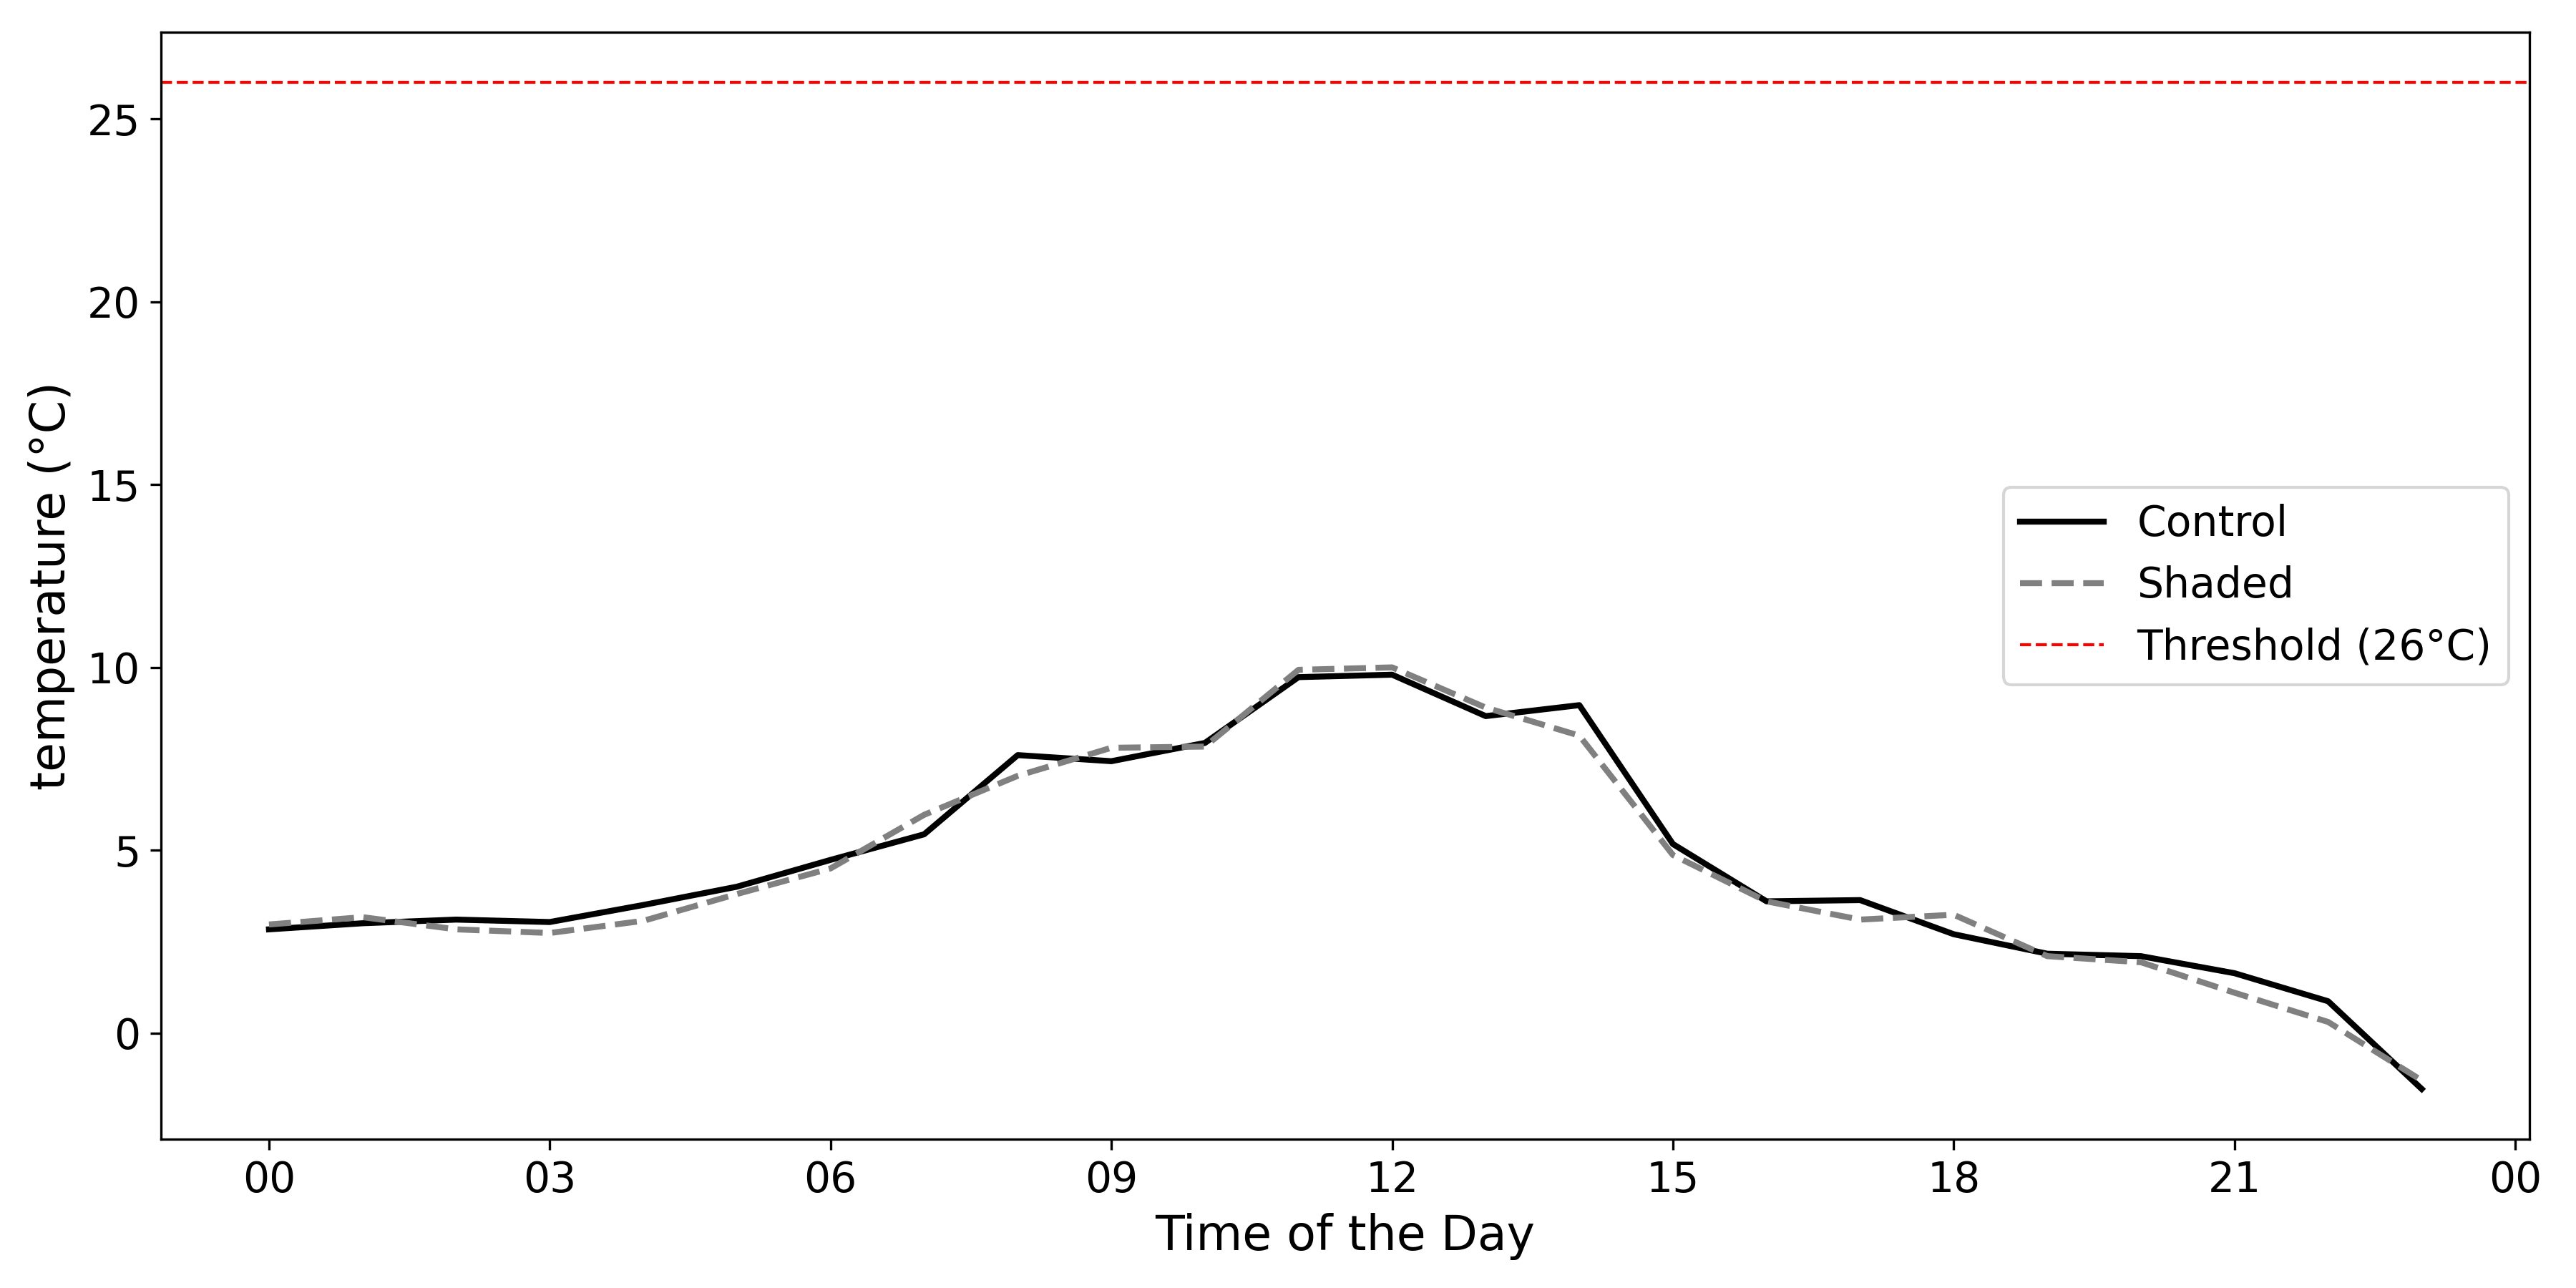 temperature (°C)
25
20
15
10
5
0
Control
Shaded
Threshold (26°C)
00 03 06 09 12 15 18 21 00
Time of the Day